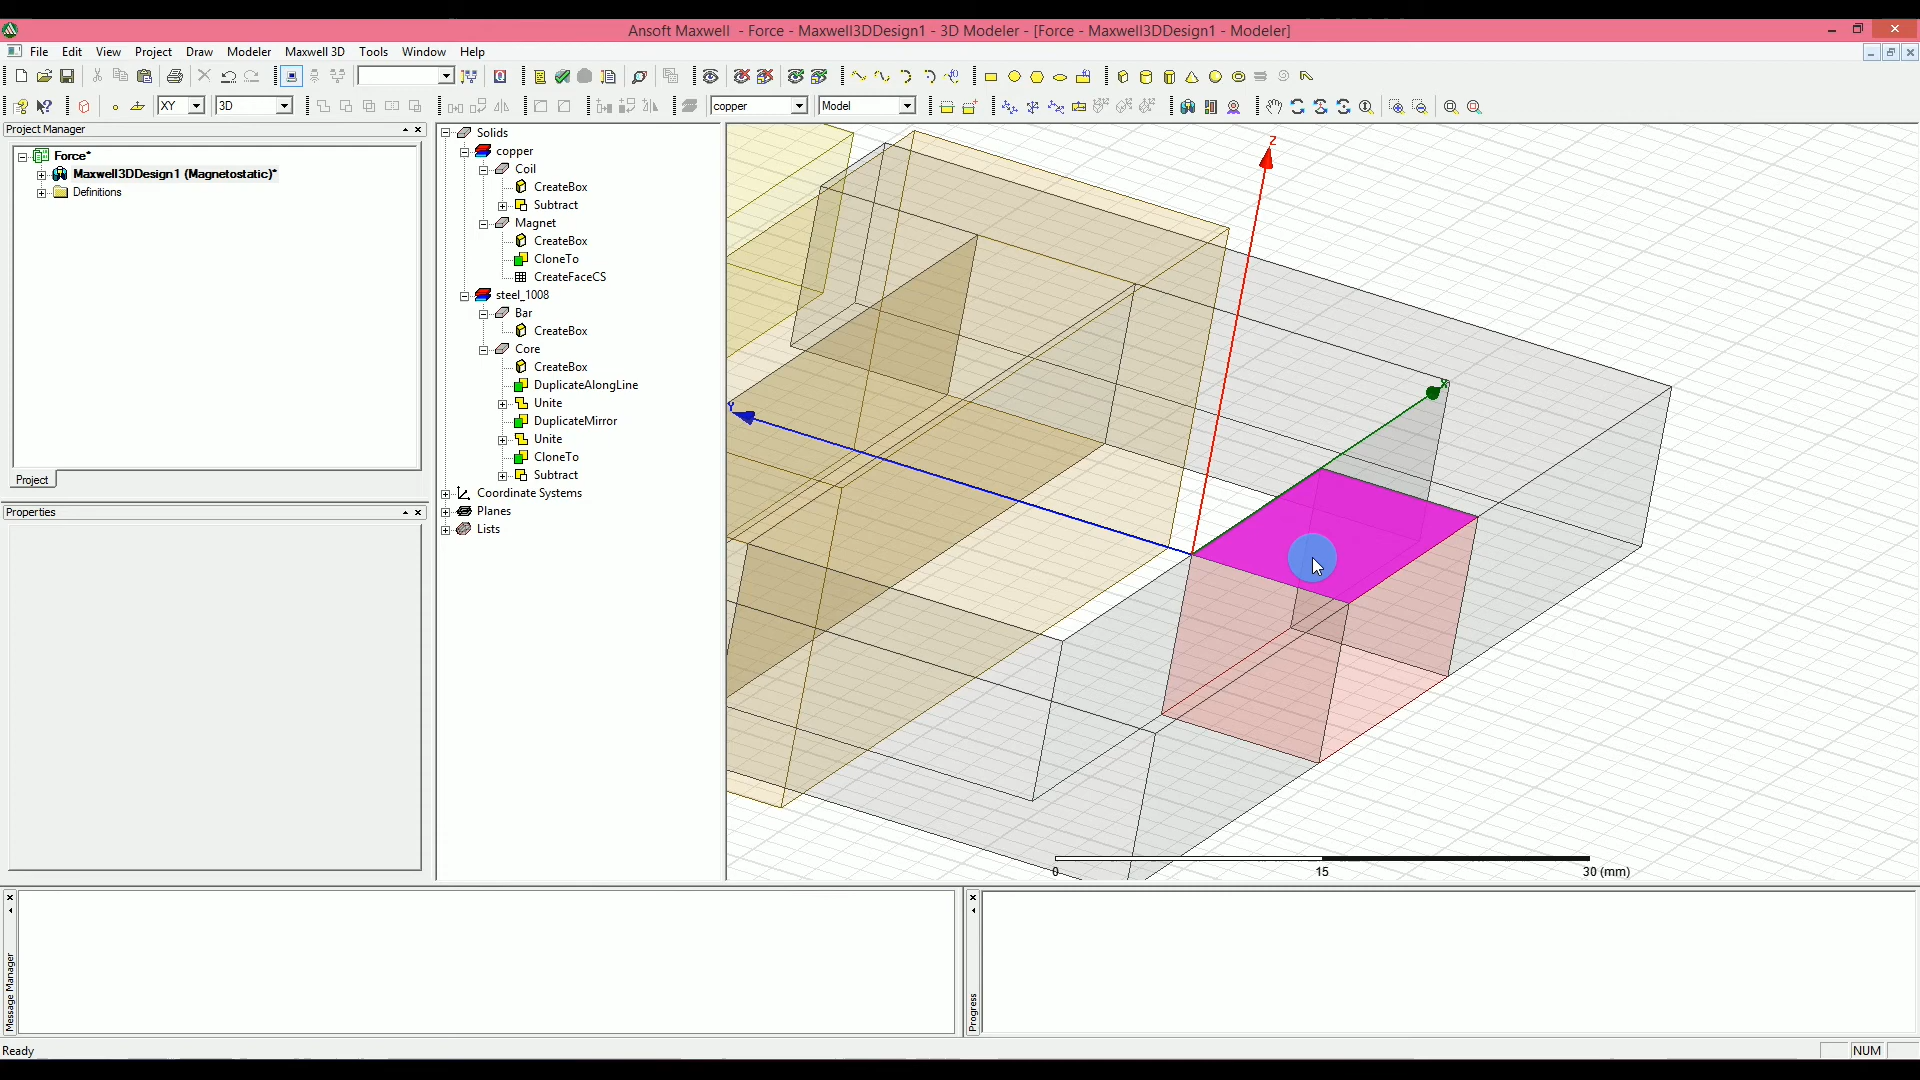 Ansoft Maxwell - Force - Maxwell3DDesign1 - 3D Modeler - [Force - Maxwell3DDesign1 - Modeler]
File Edit View Project Draw Modeler Maxwell 3D Tools Window Help
XY 3D copper Model
Project Manager
Force*
Maxwell3DDesign1 (Magnetostatic)*
Definitions
Project
Properties
Solids
copper
Coil
CreateBox
Subtract
Magnet
CreateBox
CloneTo
CreateFaceCS
steel_1008
Bar
CreateBox
Core
CreateBox
DuplicateAlongLine
Unite
DuplicateMirror
Unite
CloneTo
Subtract
Coordinate Systems
Planes
Lists
Z
X
Y
0 15 30 (mm)
Message Manager
Progress
Ready
NUM